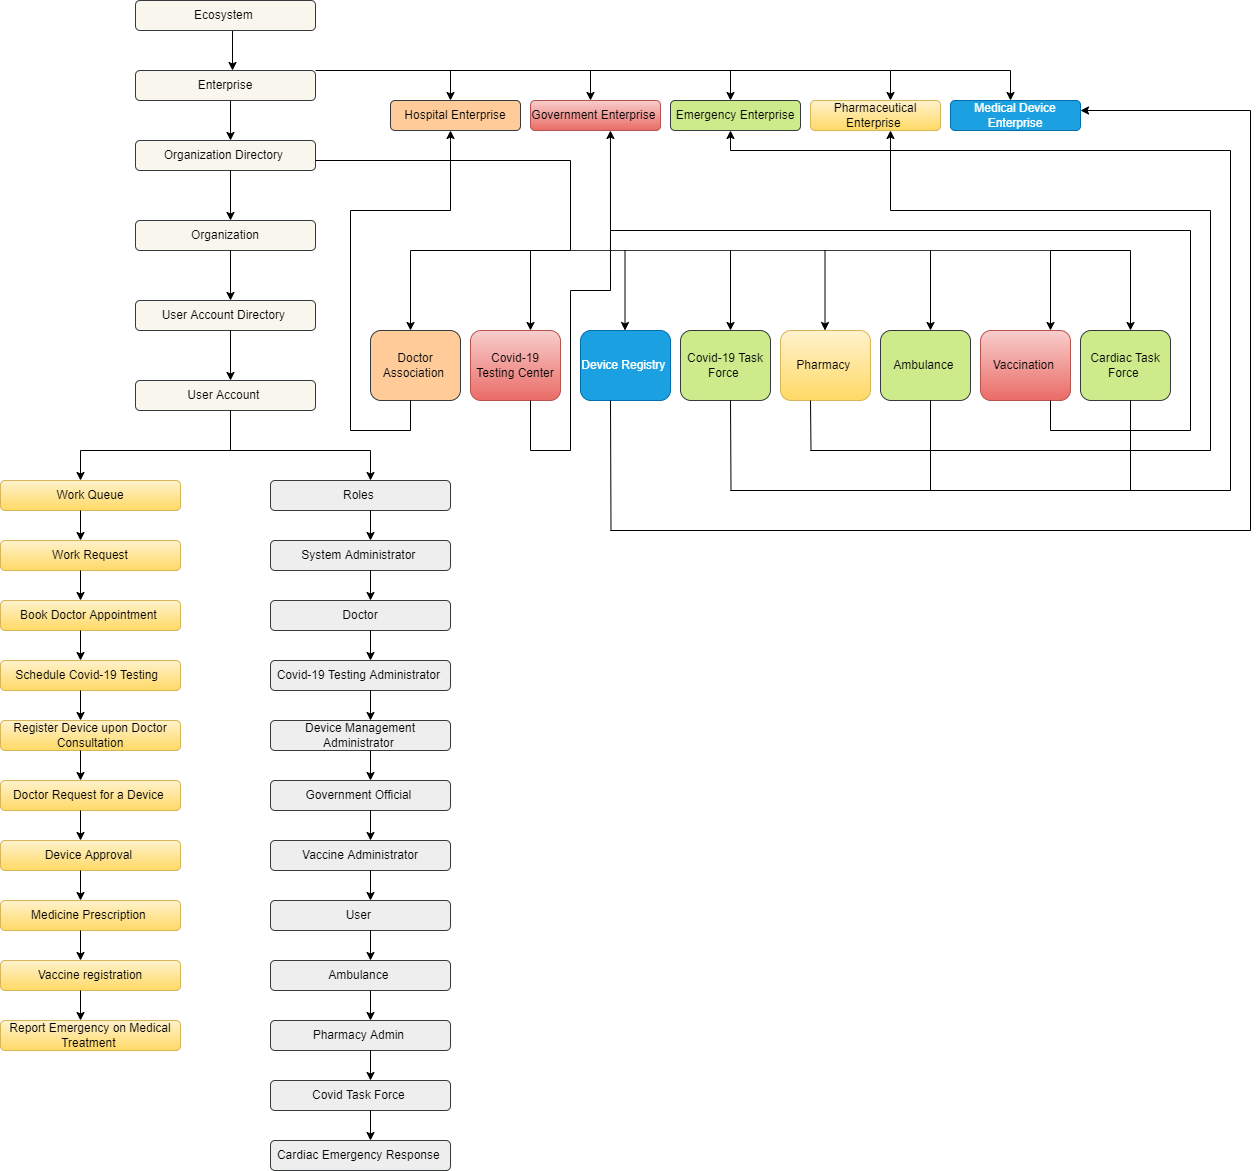 Ecosystem
Enterprise
Hospital Enterprise
Government Enterprise
Emergency Enterprise
Pharmaceutical
Enterprise
Medical Device
Enterprise
Organization Directory
Organization
User Account Directory
User Account
Doctor
Association
Covid-19
Testing Center
Device Registry
Covid-19 Task
Force
Pharmacy
Ambulance
Vaccination
Cardiac Task
Force
Work Queue
Work Request
Book Doctor Appointment
Schedule Covid-19 Testing
Register Device upon Doctor
Consultation
Doctor Request for a Device
Device Approval
Medicine Prescription
Vaccine registration
Report Emergency on Medical
Treatment
Roles
System Administrator
Doctor
Covid-19 Testing Administrator
Device Management
Administrator
Government Official
Vaccine Administrator
User
Ambulance
Pharmacy Admin
Covid Task Force
Cardiac Emergency Response